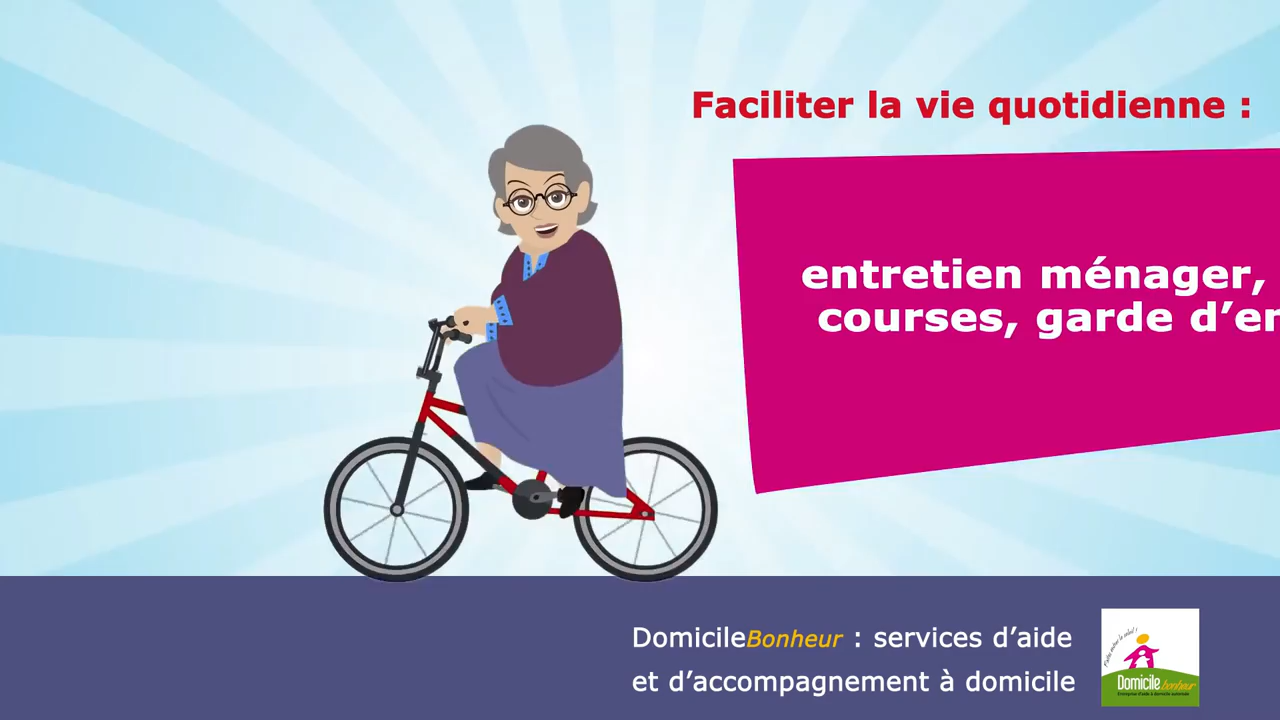 Faciliter la vie quotidienne :
entretien ménager,
courses, garde d’en
DomicileBonheur : services d’aide
et d’accompagnement à domicile
Domicile bonheur